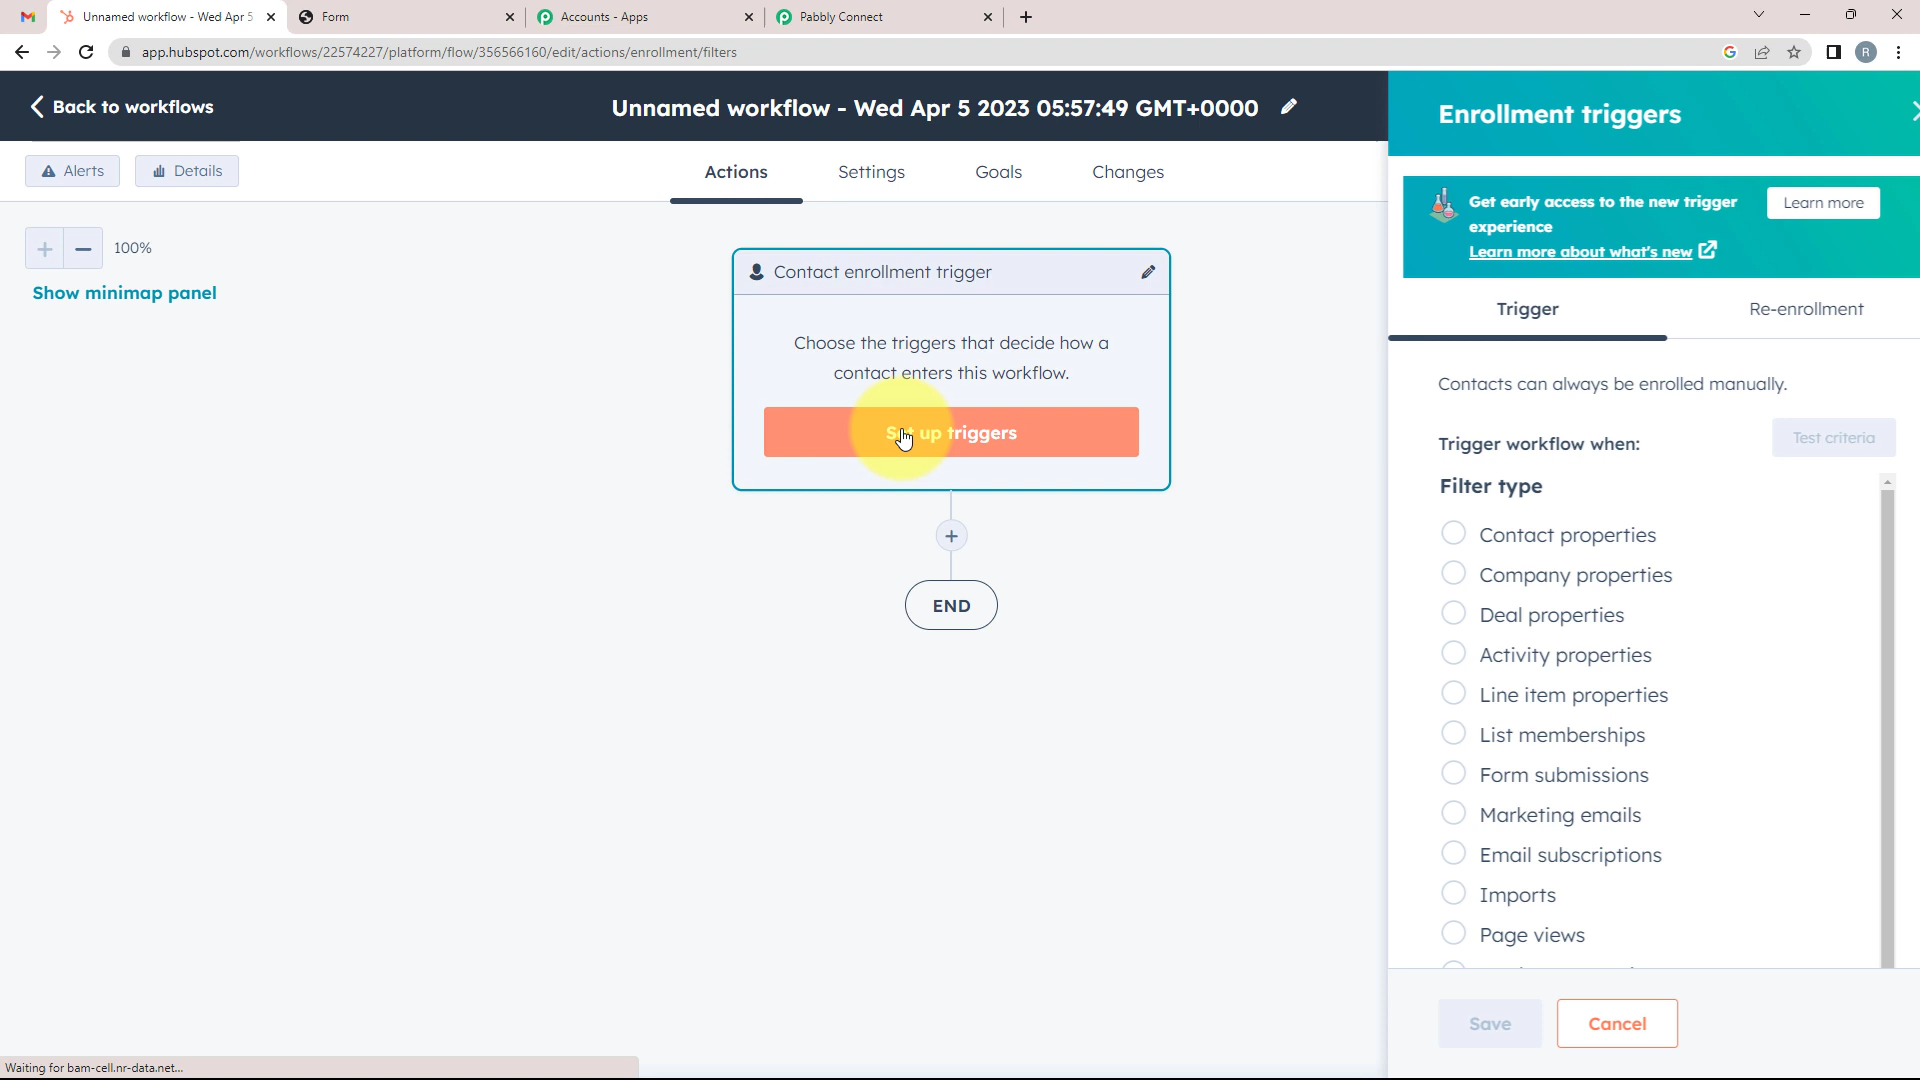 Unnamed workflow - Wed Apr 5
Form
Accounts - Apps
Pabbly Connect
app.hubspot.com/workflows/22574227/platform/flow/356566160/edit/actions/enrollment/filters
R
Back to workflows
Unnamed workflow - Wed Apr 5 2023 05:57:49 GMT+0000
Enrollment triggers
Alerts
Details
Actions
Settings
Goals
Changes
Get early access to the new trigger
experience
Learn more about what's new
Learn more
100%
Show minimap panel
Contact enrollment trigger
Choose the triggers that decide how a
contact enters this workflow.
Set up triggers
END
Trigger
Re-enrollment
Contacts can always be enrolled manually.
Trigger workflow when:
Test criteria
Filter type
Contact properties
Company properties
Deal properties
Activity properties
Line item properties
List memberships
Form submissions
Marketing emails
Email subscriptions
Imports
Page views
Save
Cancel
Waiting for bam-cell.nr-data.net...